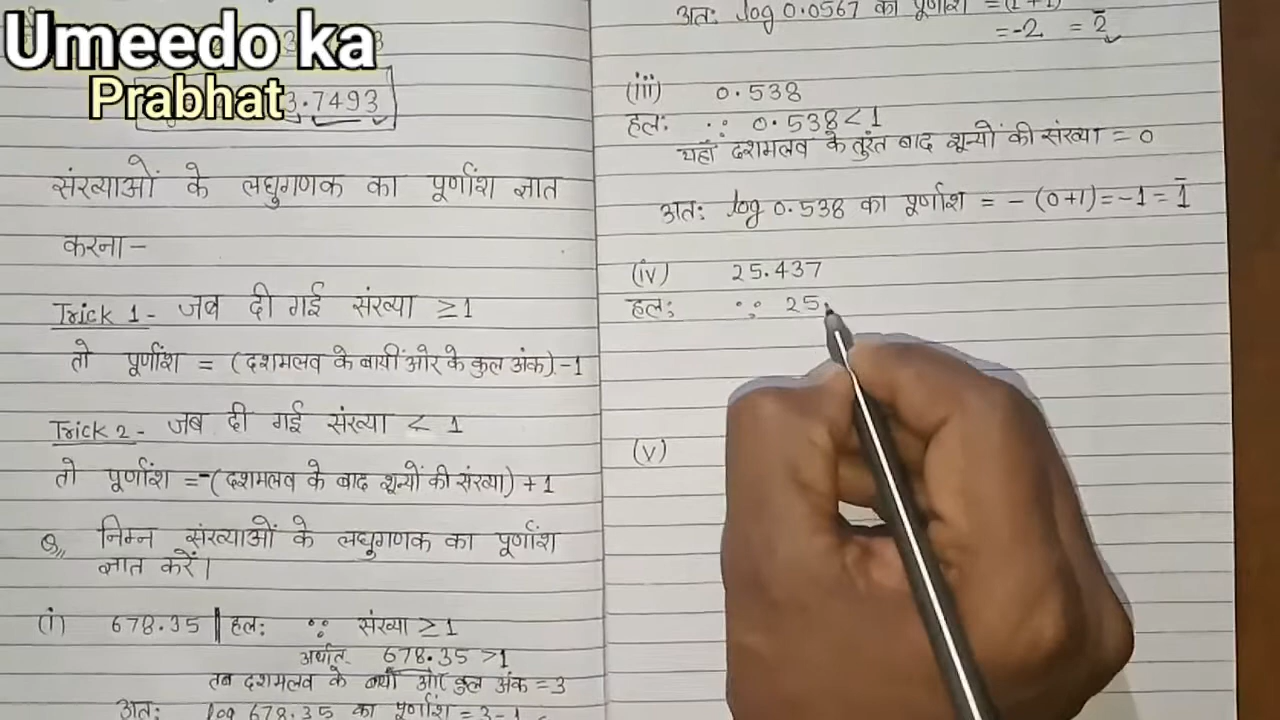 Umeedo ka
Prabhat
3.7493
संख्याओं के लघुगणक का पूर्णांश ज्ञात
करना -
Trick 1 - जब दी गई संख्या ≥ 1
तो पूर्णांश = (दशमलव के बायीं ओर के कुल अंक) - 1
Trick 2 - जब दी गई संख्या < 1
तो पूर्णांश = -(दशमलव के बाद शून्यों की संख्या) + 1
Q,, निम्न संख्याओं के लघुगणक का पूर्णांश
ज्ञात करें।
(i) 678.35 | हल: ∵ संख्या ≥ 1
अर्थात 678.35 > 1
तब दशमलव के बायीं ओर कुल अंक = 3
अतः log 678.35 का पूर्णांश = 3-1
अतः log 0.0567 का पूर्णांश = (1+1)
= -2 = 2̄
(iii) 0.538
हल: ∵ 0.538 < 1
यहाँ दशमलव के तुरंत बाद शून्यों की संख्या = 0
अतः log 0.538 का पूर्णांश = - (0+1) = -1 = 1̄
(iv) 25.437
हल: ∵ 25.
(v)